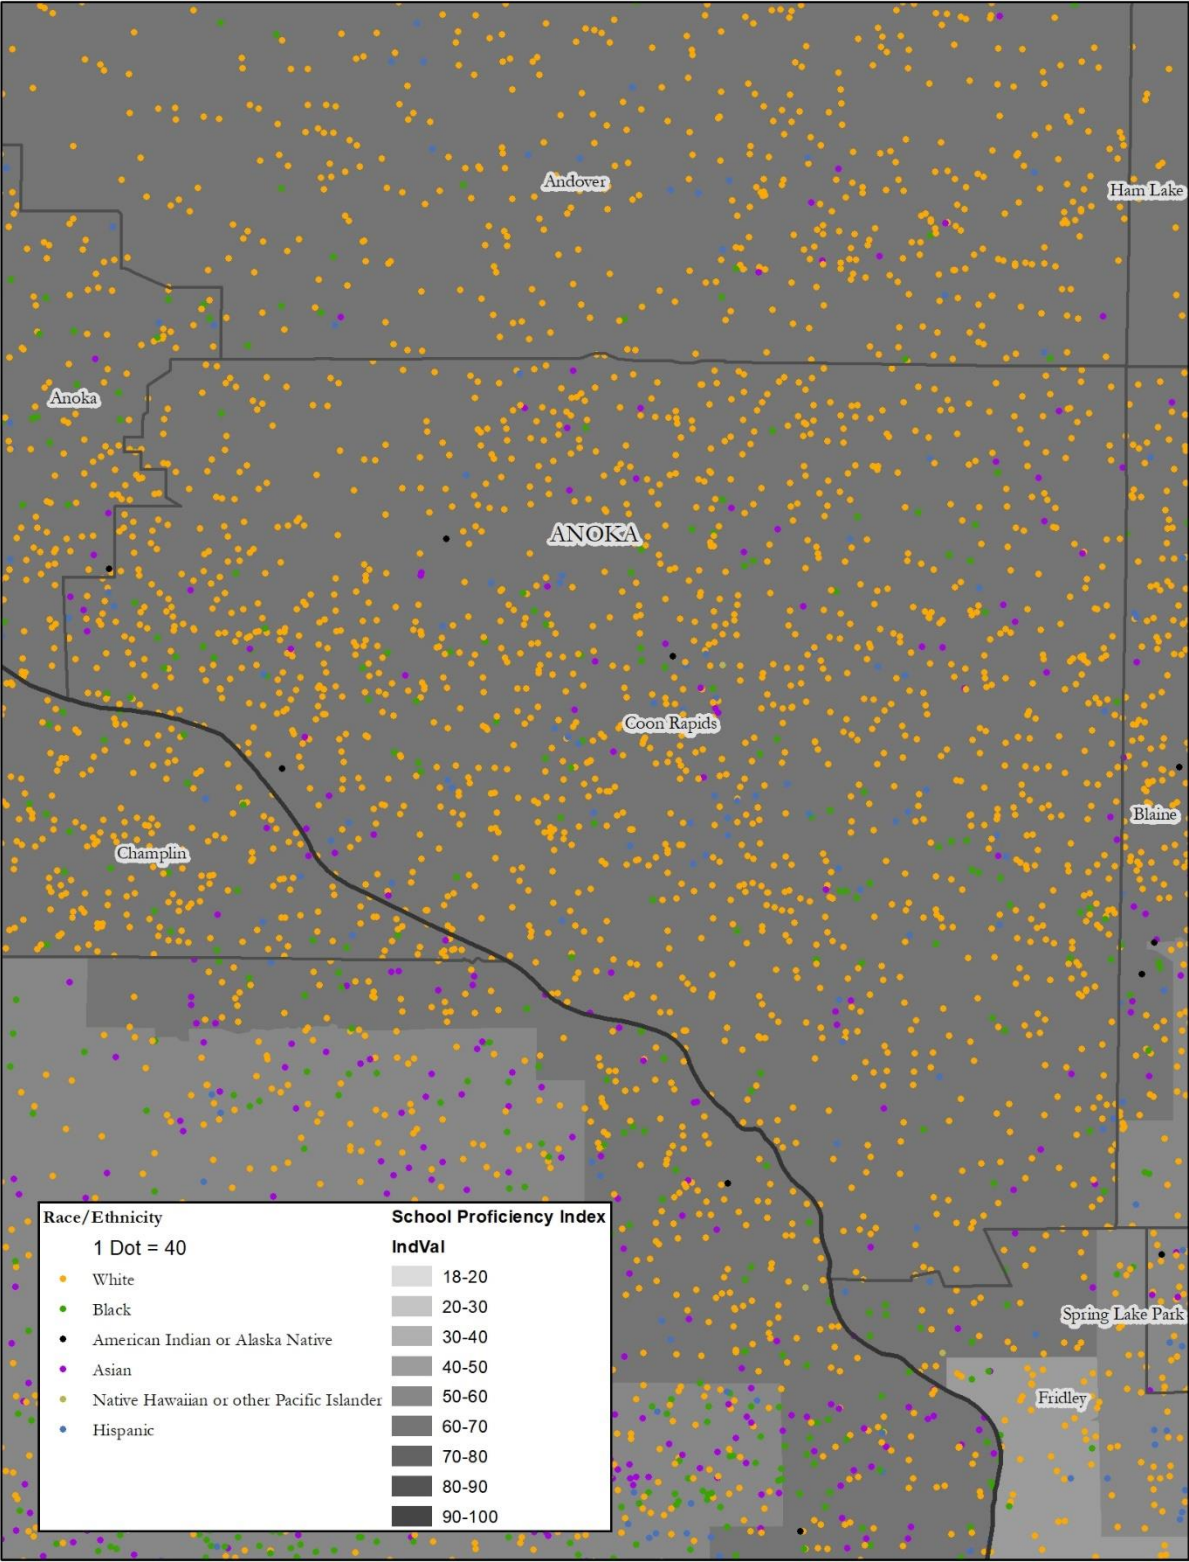 Andover
Ham Lake
Anoka
ANOKA
Coon Rapids
Blaine
Champlin
Spring Lake Park
Fridley
Race/Ethnicity
1 Dot = 40
White
Black
American Indian or Alaska Native
Asian
Native Hawaiian or other Pacific Islander
Hispanic
School Proficiency Index
IndVal
18-20
20-30
30-40
40-50
50-60
60-70
70-80
80-90
90-100